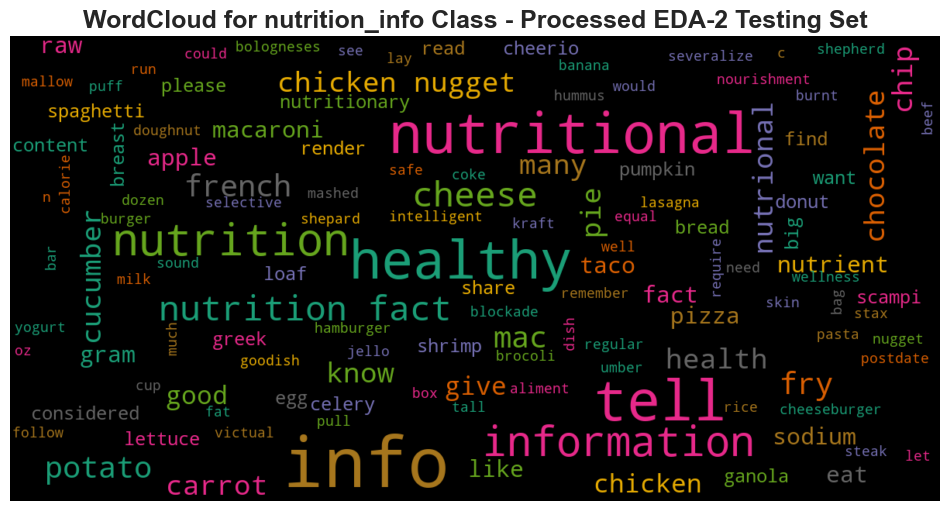 WordCloud for nutrition_info Class - Processed EDA-2 Testing Set
raw could bologneses see read cheerio severalize c shepherd
mallow run lay banana chip
puff please chicken nugget hummus would nourishment burnt beef
spaghetti nutritionary
content doughnut macaroni nutritional nutrional find chocolate
breast apple render many pumpkin
calorie french safe coke want
n dozen selective mashed cheese pie lasagna donut
burger shepard intelligent kraft equal bread big
cucumber nutrition healthy well require
bar sound loaf taco need nutrient
milk share remember fact skin wellness bag scampi
nutrition fact blockade pizza stax
yogurt much greek hamburger mac dish regular pasta nugget
oz gram goodish jello shrimp brocoli health postdate
cup know umber fry
good egg give box aliment tell rice
considered fat celery tall cheeseburger
follow lettuce victual pull information sodium steak let
potato info like ganola eat
carrot chicken